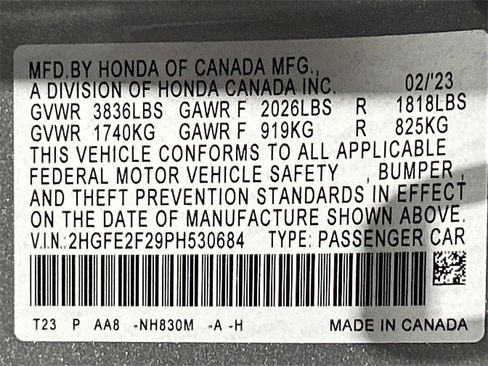 MFD.BY HONDA OF CANADA MFG.,
A DIVISION OF HONDA CANADA INC. 02/'23
GVWR 3836LBS GAWR F 2026LBS R 1818LBS
GVWR 1740KG GAWR F 919KG R 825KG
THIS VEHICLE CONFORMS TO ALL APPLICABLE
FEDERAL MOTOR VEHICLE SAFETY , BUMPER ,
AND THEFT PREVENTION STANDARDS IN EFFECT
ON THE DATE OF MANUFACTURE SHOWN ABOVE.
V.I.N.:2HGFE2F29PH530684 TYPE: PASSENGER CAR
T23 P AA8 -NH830M -A -H MADE IN CANADA